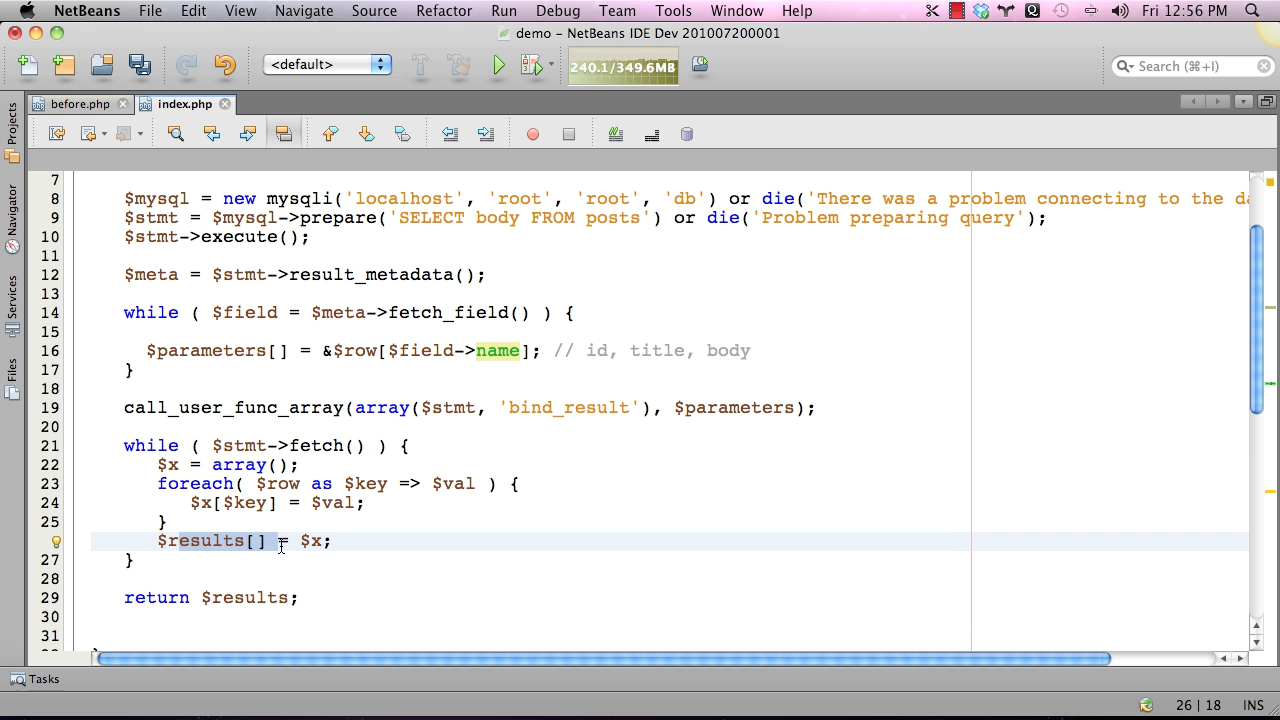 NetBeans File Edit View Navigate Source Refactor Run Debug Team Tools Window Help Fri 12:56 PM
demo – NetBeans IDE Dev 201007200001
<default> 240.1/349.6MB Search (⌘+I)
before.php index.php
Projects
Navigator
Services
Files
7
8 $mysql = new mysqli('localhost', 'root', 'root', 'db') or die('There was a problem connecting to the da
9 $stmt = $mysql->prepare('SELECT body FROM posts') or die('Problem preparing query');
10 $stmt->execute();
11
12 $meta = $stmt->result_metadata();
13
14 while ( $field = $meta->fetch_field() ) {
15
16 $parameters[] = &$row[$field->name]; // id, title, body
17 }
18
19 call_user_func_array(array($stmt, 'bind_result'), $parameters);
20
21 while ( $stmt->fetch() ) {
22 $x = array();
23 foreach( $row as $key => $val ) {
24 $x[$key] = $val;
25 }
$results[] = $x;
27 }
28
29 return $results;
30
31
Tasks
26 | 18 INS